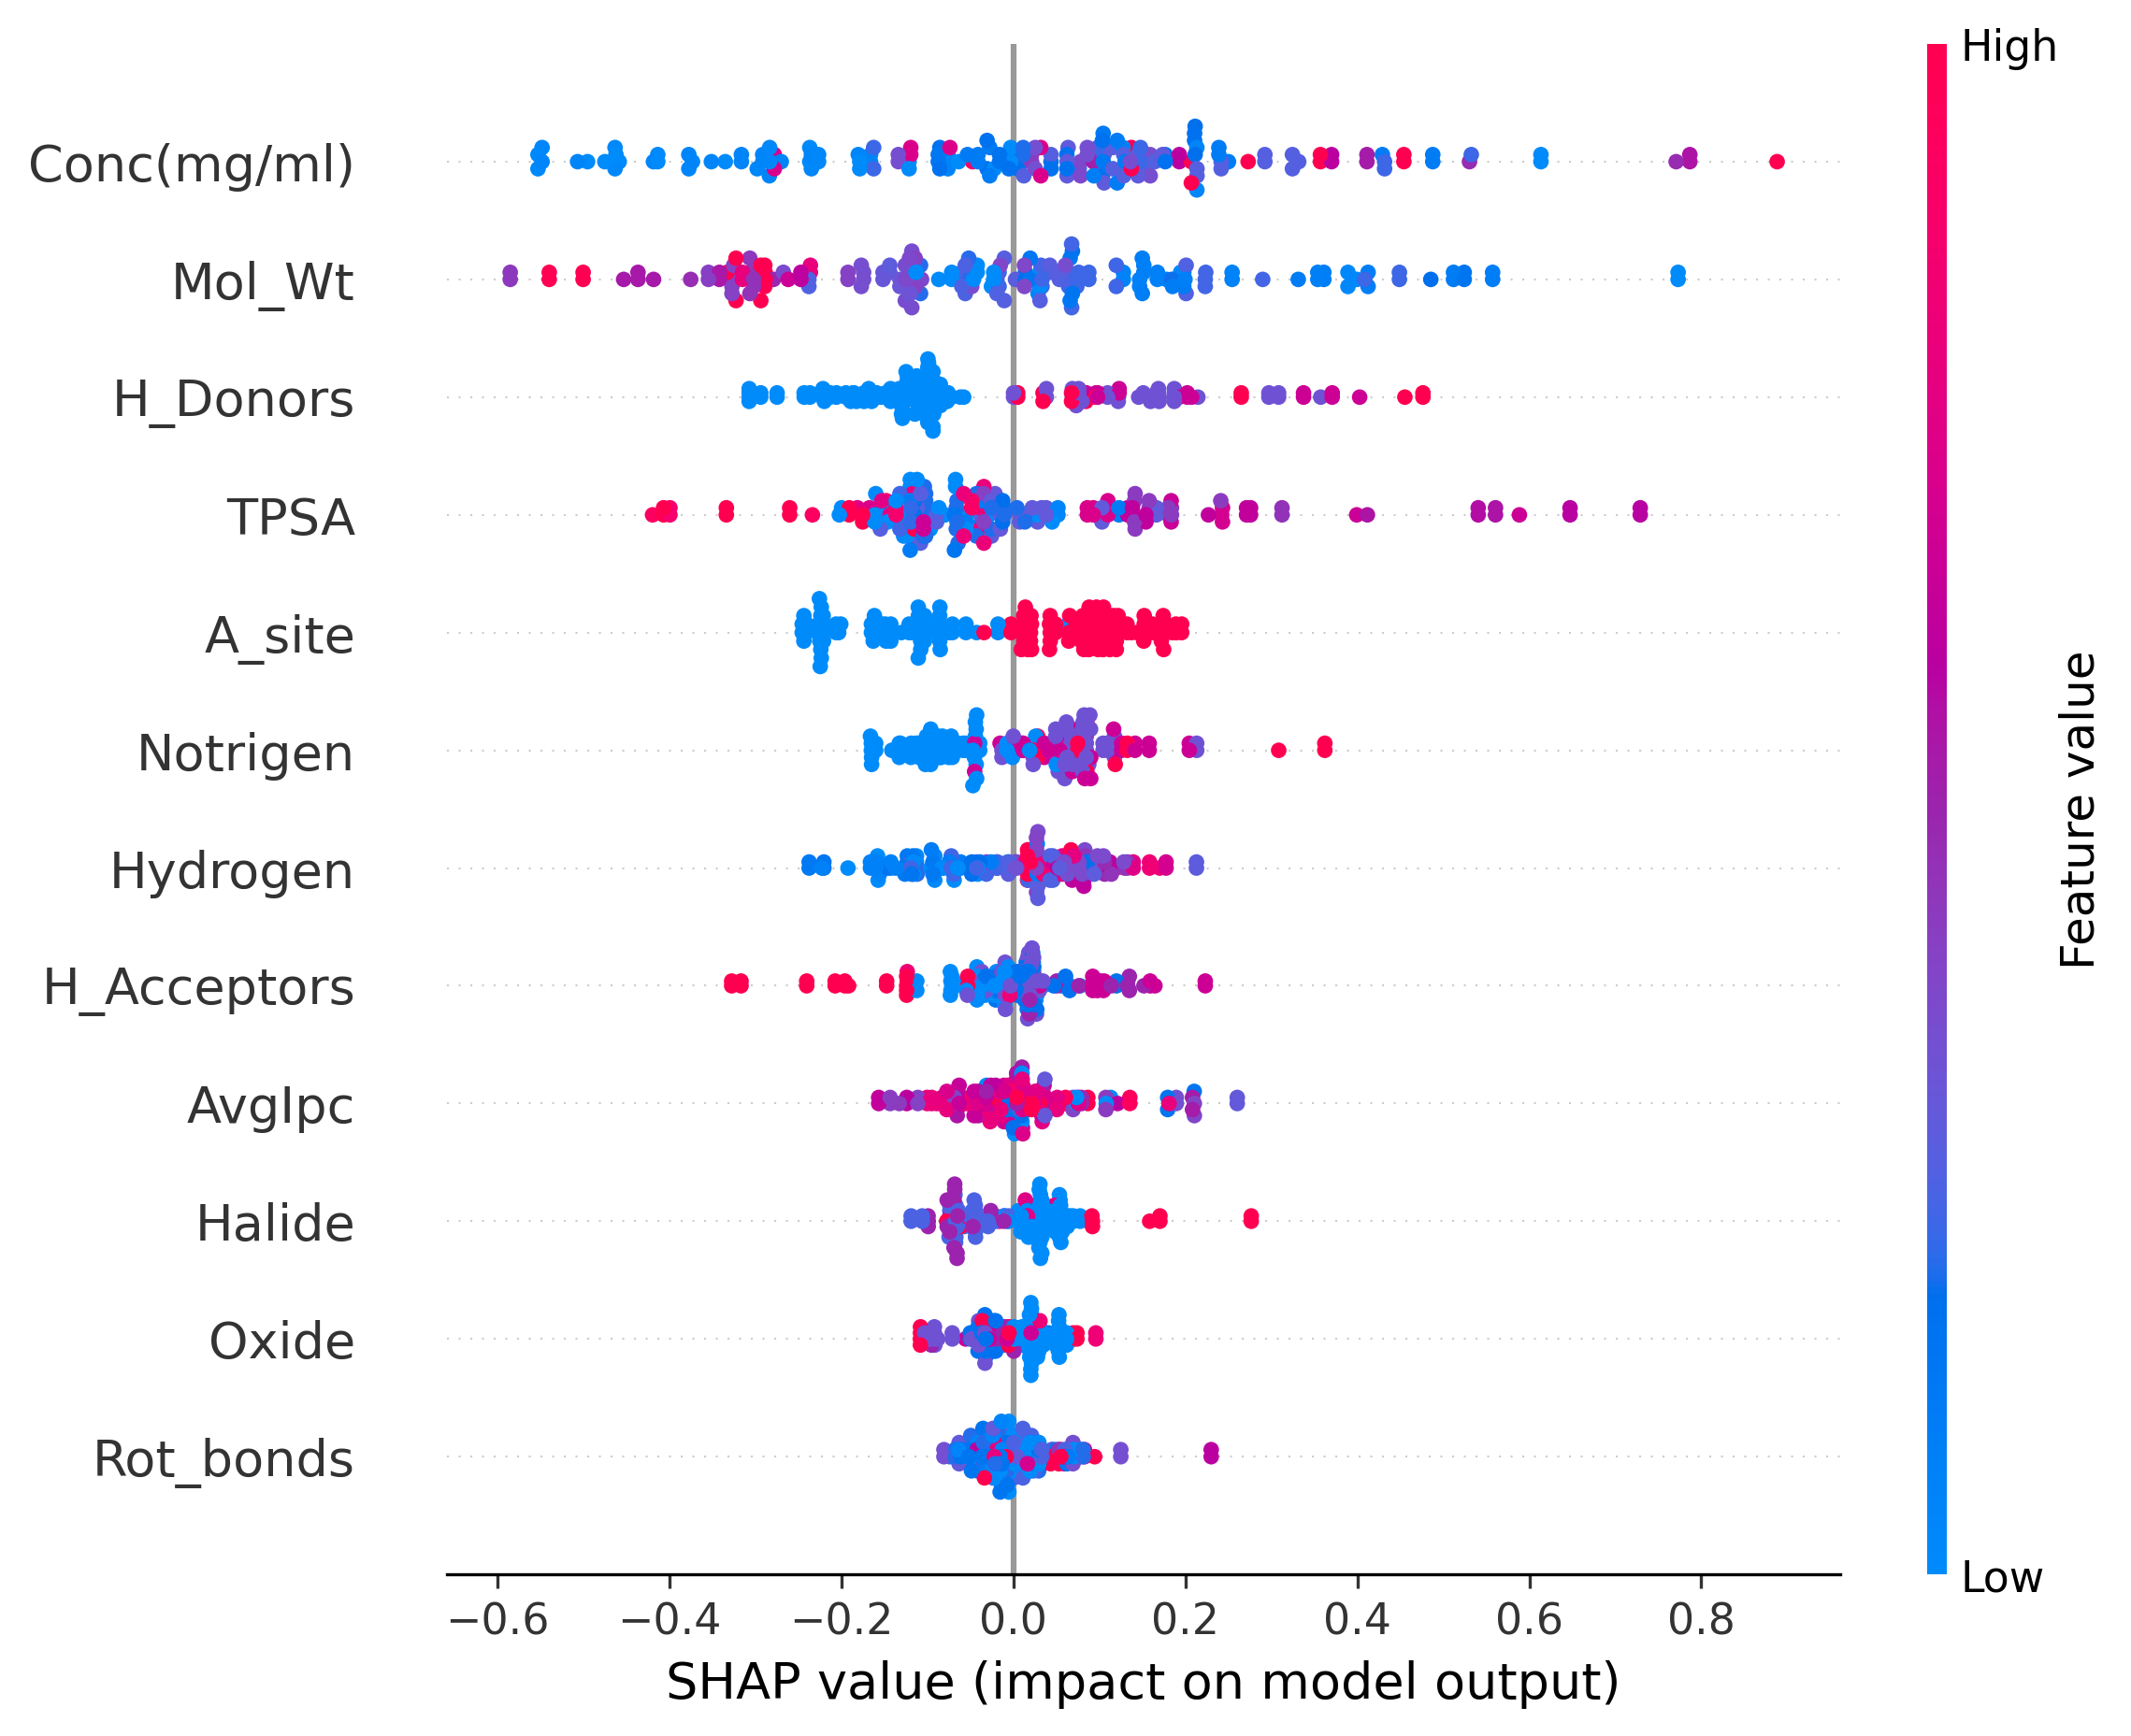 High
Conc(mg/ml)
Mol_Wt
H_Donors
TPSA
A_site
Notrigen
Hydrogen
H_Acceptors
AvgIpc
Halide
Oxide
Rot_bonds
Feature value
Low
−0.6 −0.4 −0.2 0.0 0.2 0.4 0.6 0.8
SHAP value (impact on model output)